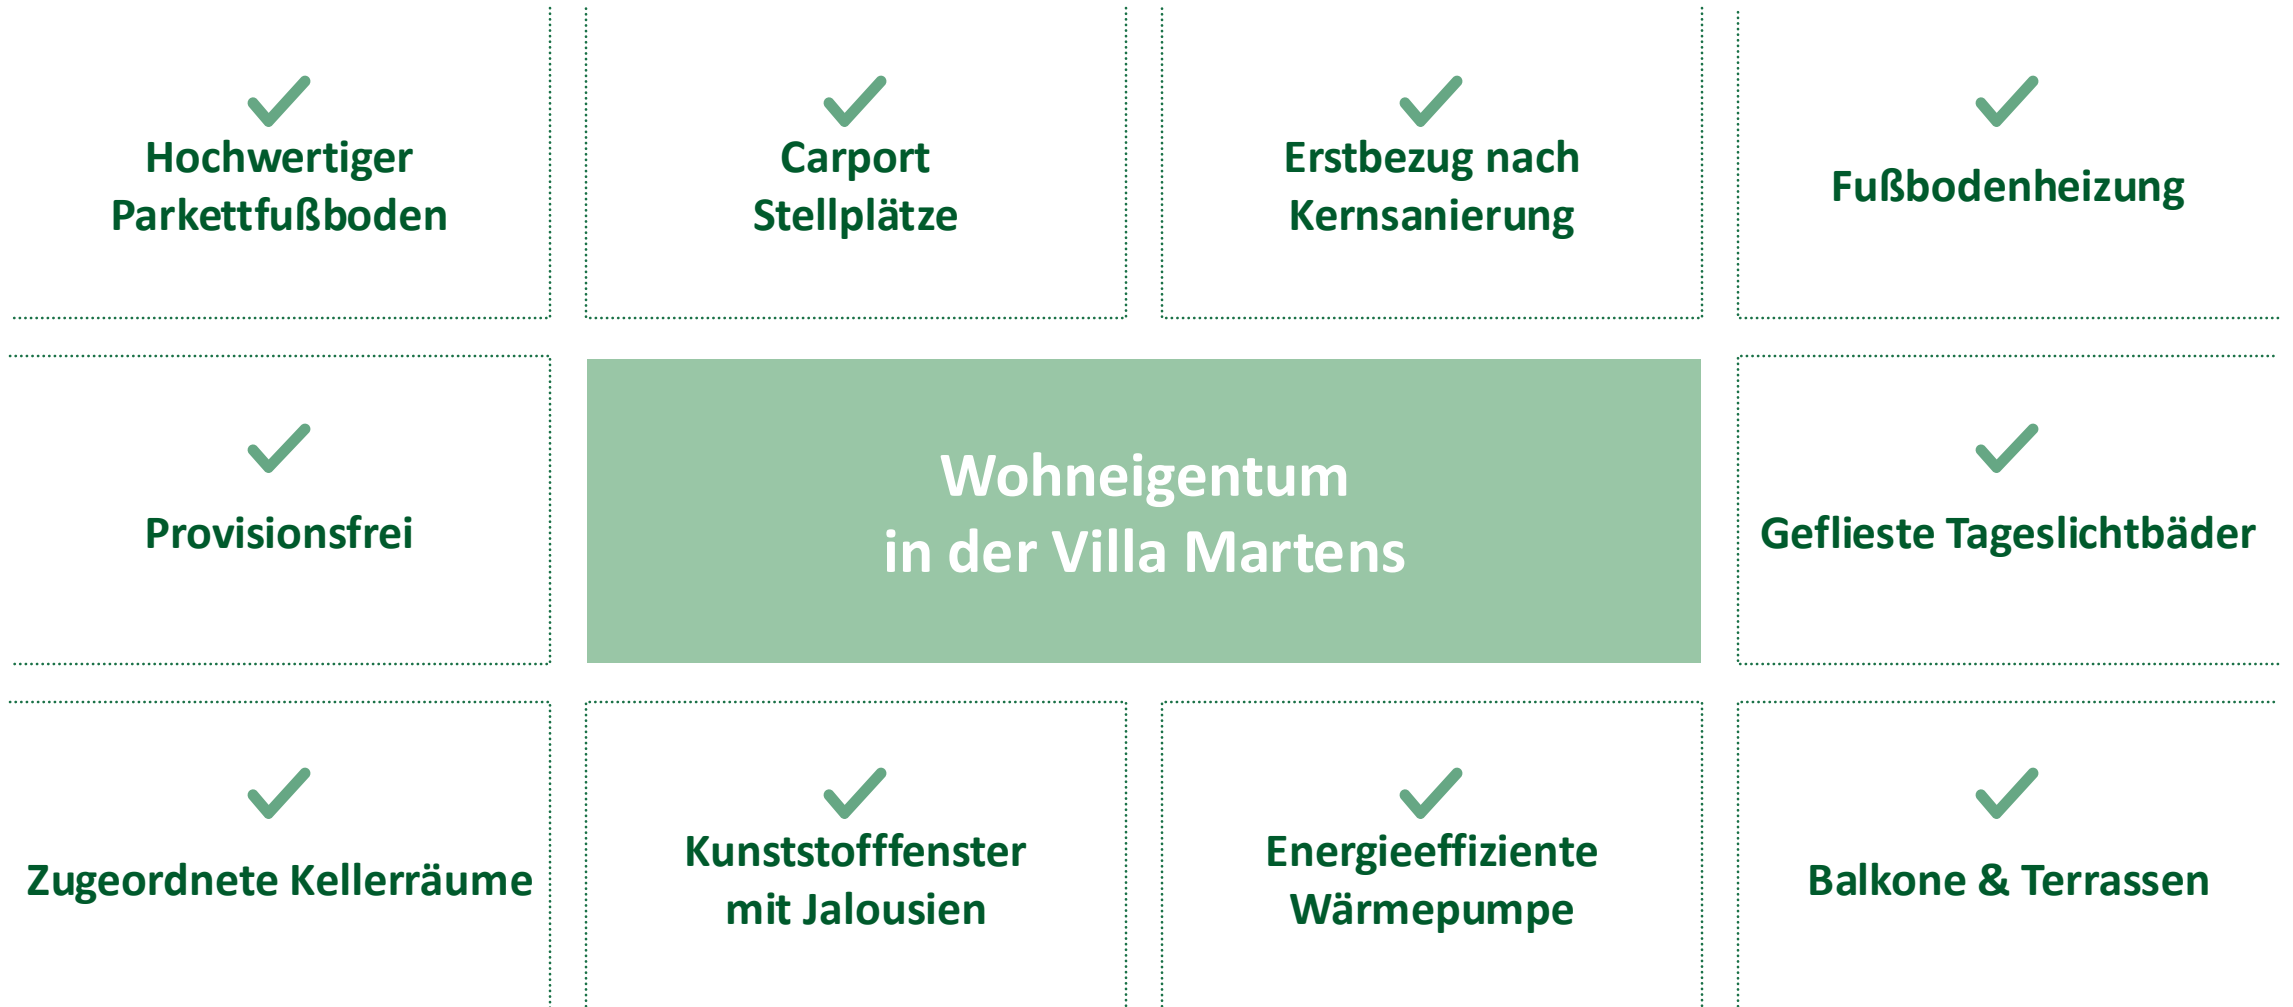 Hochwertiger
Parkettfußboden
Carport
Stellplätze
Erstbezug nach
Kernsanierung
Fußbodenheizung
Provisionsfrei
Wohneigentum
in der Villa Martens
Geflieste Tageslichtbäder
Zugeordnete Kellerräume
Kunststofffenster
mit Jalousien
Energieeffiziente
Wärmepumpe
Balkone & Terrassen